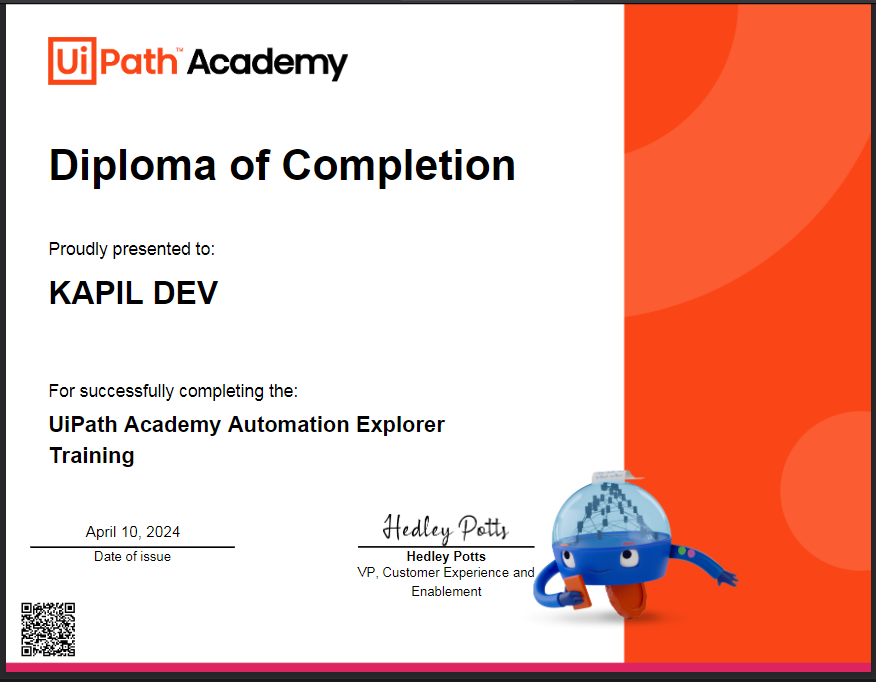 UiPath™ Academy
Diploma of Completion
Proudly presented to:
KAPIL DEV
For successfully completing the:
UiPath Academy Automation Explorer
Training
April 10, 2024
Date of issue
Hedley Potts
Hedley Potts
VP, Customer Experience and
Enablement